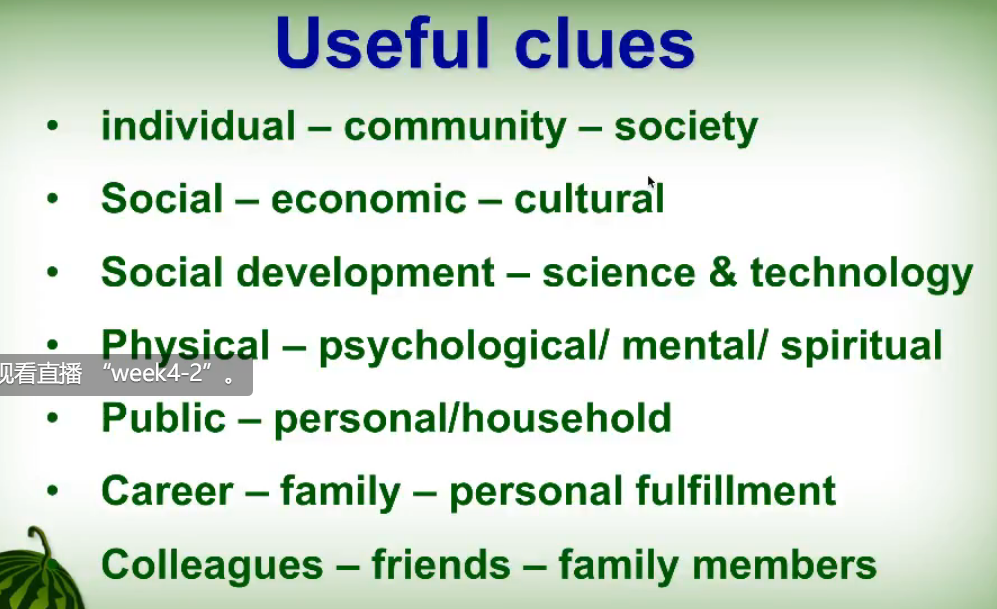 Useful clues
• individual – community – society
• Social – economic – cultural
• Social development – science & technology
• Physical – psychological/ mental/ spiritual
观看直播 “week4-2”。
• Public – personal/household
• Career – family – personal fulfillment
Colleagues – friends – family members